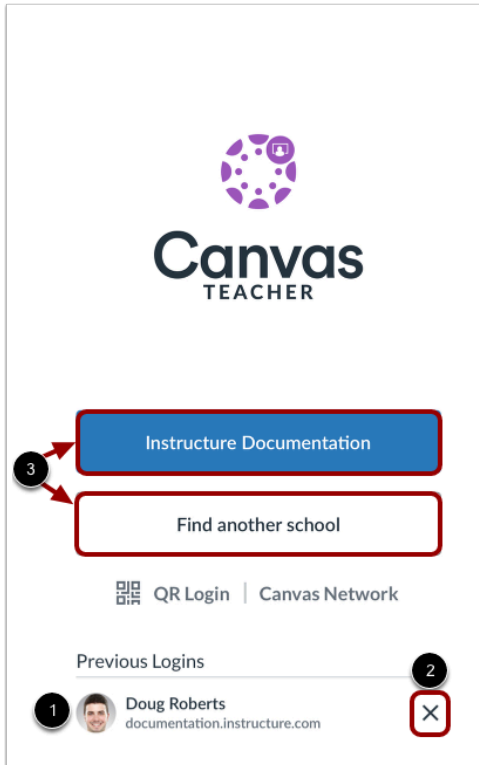 Canvas
TEACHER
Instructure Documentation
3
Find another school
QR Login | Canvas Network
Previous Logins
2
1
Doug Roberts
documentation.instructure.com